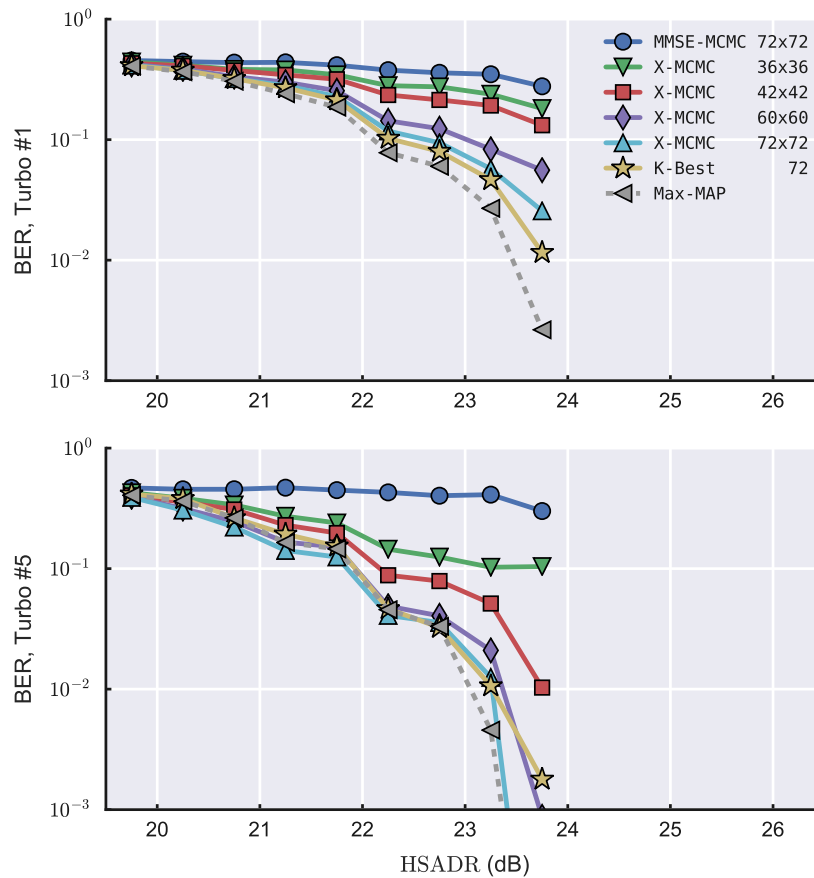 10^0
10^-1
10^-2
10^-3
BER, Turbo #1
MMSE-MCMC 72x72
X-MCMC 36x36
X-MCMC 42x42
X-MCMC 60x60
X-MCMC 72x72
K-Best 72
Max-MAP
20 21 22 23 24 25 26
10^0
10^-1
10^-2
10^-3
BER, Turbo #5
20 21 22 23 24 25 26
HSADR (dB)